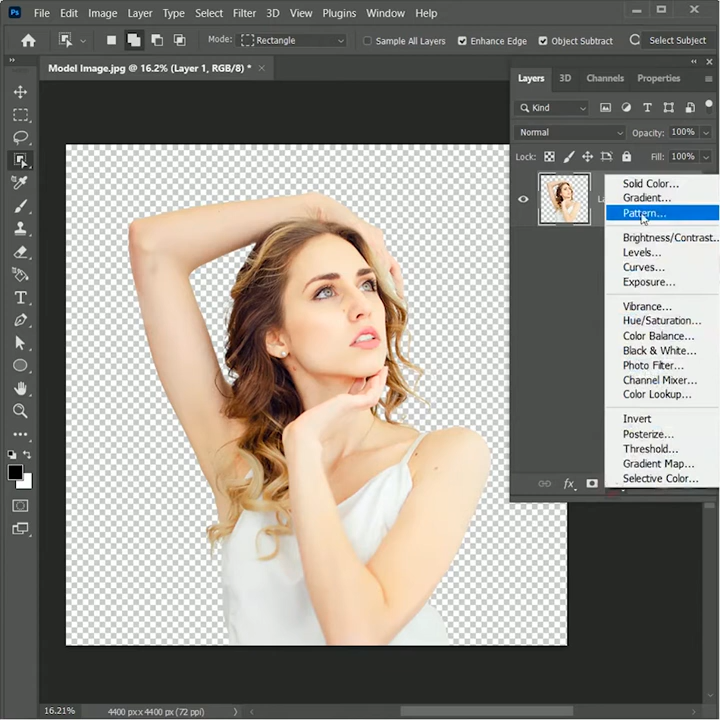 Ps File Edit Image Layer Type Select Filter 3D View Plugins Window Help
Mode: Rectangle Sample All Layers Enhance Edge Object Subtract Select Subject
Model Image.jpg @ 16.2% (Layer 1, RGB/8) *
Layers 3D Channels Properties
Kind
Normal Opacity: 100%
Lock: Fill: 100%
Solid Color...
Gradient...
Pattern...
Brightness/Contrast...
Levels...
Curves...
Exposure...
Vibrance...
Hue/Saturation...
Color Balance...
Black & White...
Photo Filter...
Channel Mixer...
Color Lookup...
Invert
Posterize...
Threshold...
Gradient Map...
Selective Color...
fx
16.21% 4400 px x 4400 px (72 ppi)